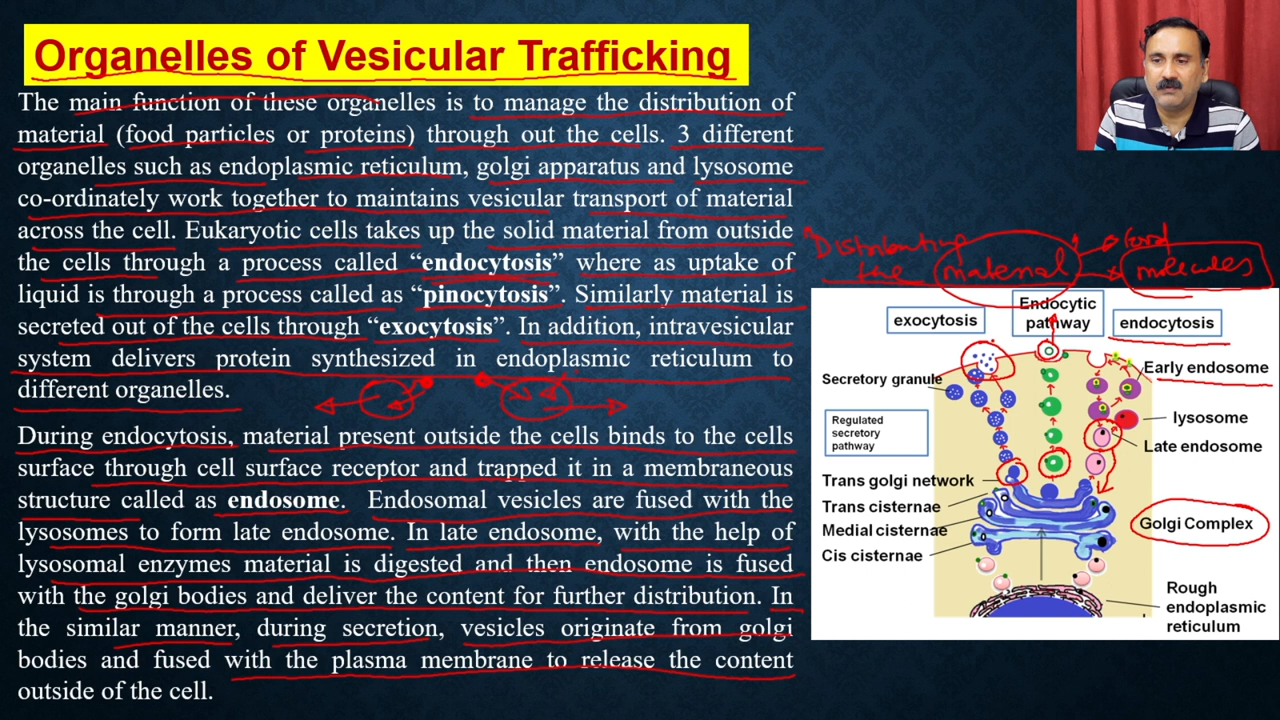 Organelles of Vesicular Trafficking
The main function of these organelles is to manage the distribution of
material (food particles or proteins) through out the cells. 3 different
organelles such as endoplasmic reticulum, golgi apparatus and lysosome
co-ordinately work together to maintains vesicular transport of material
across the cell. Eukaryotic cells takes up the solid material from outside
the cells through a process called “endocytosis” where as uptake of
liquid is through a process called as “pinocytosis”. Similarly material is
secreted out of the cells through “exocytosis”. In addition, intravesicular
system delivers protein synthesized in endoplasmic reticulum to
different organelles.
During endocytosis, material present outside the cells binds to the cells
surface through cell surface receptor and trapped it in a membraneous
structure called as endosome. Endosomal vesicles are fused with the
lysosomes to form late endosome. In late endosome, with the help of
lysosomal enzymes material is digested and then endosome is fused
with the golgi bodies and deliver the content for further distribution. In
the similar manner, during secretion, vesicles originate from golgi
bodies and fused with the plasma membrane to release the content
outside of the cell.
food
the material molecules
exocytosis
Endocytic
pathway
endocytosis
Secretory granule
Early endosome
Regulated
secretory
pathway
lysosome
Late endosome
Trans golgi network
Trans cisternae
Medial cisternae
Cis cisternae
Golgi Complex
Rough
endoplasmic
reticulum